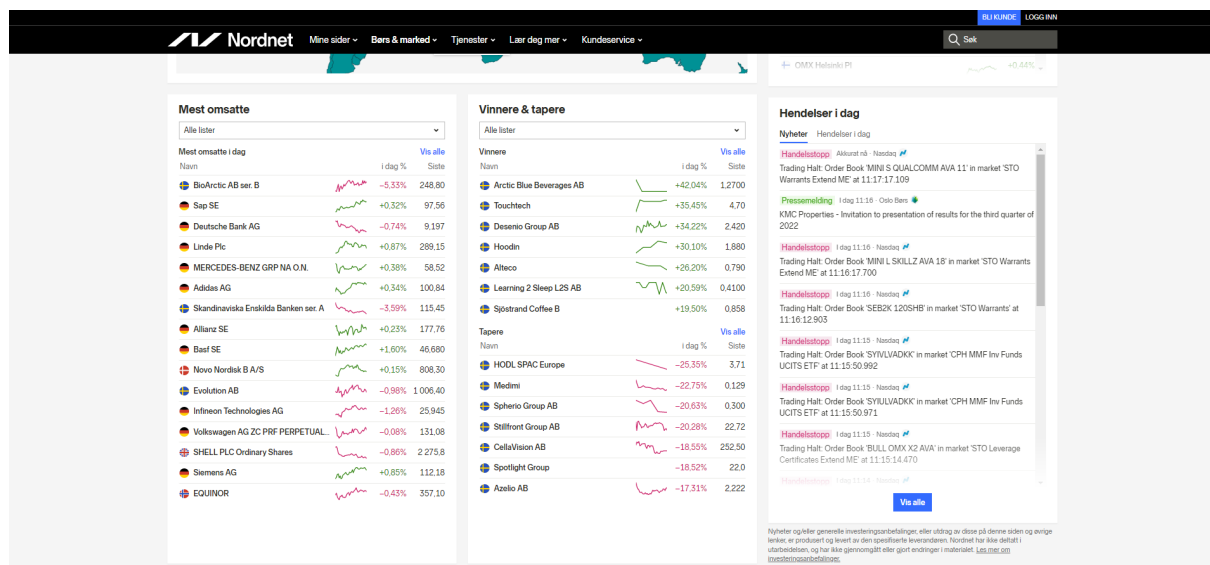 BLI KUNDE LOGG INN
Nordnet Mine sider Børs & marked Tjenester Lær deg mer Kundeservice Søk
OMX Helsinki PI +0.44%
Mest omsatte
Alle lister
Mest omsatte i dag Vis alle
Navn i dag % Siste
BioArctic AB ser. B −5,33% 248,80
Sap SE +0,32% 97,56
Deutsche Bank AG −0,74% 9,197
Linde Plc +0,87% 289,15
MERCEDES-BENZ GRP NA O.N. +0,38% 58,52
Adidas AG +0,34% 100,84
Skandinaviska Enskilda Banken ser. A −3,59% 115,45
Allianz SE +0,23% 177,76
Basf SE +1,60% 46,680
Novo Nordisk B A/S +0,15% 808,30
Evolution AB −0,98% 1 006,40
Infineon Technologies AG −1,26% 25,945
Volkswagen AG ZC PRF PERPETUAL... −0,08% 131,08
SHELL PLC Ordinary Shares −0,86% 2 275,8
Siemens AG +0,85% 112,18
EQUINOR −0,43% 357,10
Vinnere & tapere
Alle lister
Vinnere Vis alle
Navn i dag % Siste
Arctic Blue Beverages AB +42,04% 1,2700
Touchtech +35,45% 4,70
Desenio Group AB +34,22% 2,420
Hoodin +30,10% 1,880
Alteco +26,20% 0,790
Learning 2 Sleep L2S AB +20,59% 0,4100
Sjöstrand Coffee B +19,50% 0,858
Tapere Vis alle
Navn i dag % Siste
HODL SPAC Europe −25,35% 3,71
Medimi −22,75% 0,129
Spherio Group AB −20,63% 0,300
Stillfront Group AB −20,28% 22,72
CellaVision AB −18,55% 252,50
Spotlight Group −18,52% 22,0
Azelio AB −17,31% 2,222
Hendelser i dag
Nyheter Hendelser i dag
Handelsstopp Akkurat nå · Nasdaq
Trading Halt: Order Book 'MINI S QUALCOMM AVA 11' in market 'STO
Warrants Extend ME' at 11:17:17.109
Pressemelding I dag 11:16 · Oslo Børs
KMC Properties - Invitation to presentation of results for the third quarter of
2022
Handelsstopp I dag 11:16 · Nasdaq
Trading Halt: Order Book 'MINI L SKILLZ AVA 18' in market 'STO Warrants
Extend ME' at 11:16:17.700
Handelsstopp I dag 11:16 · Nasdaq
Trading Halt: Order Book 'SEB2K 120SHB' in market 'STO Warrants' at
11:16:12.903
Handelsstopp I dag 11:15 · Nasdaq
Trading Halt: Order Book 'SYIVLVADKK' in market 'CPH MMF Inv Funds
UCITS ETF' at 11:15:50.992
Handelsstopp I dag 11:15 · Nasdaq
Trading Halt: Order Book 'SYIULVADKK' in market 'CPH MMF Inv Funds
UCITS ETF' at 11:15:50.971
Handelsstopp I dag 11:15 · Nasdaq
Trading Halt: Order Book 'BULL OMX X2 AVA' in market 'STO Leverage
Certificates Extend ME' at 11:15:14.470
Handelsstopp I dag 11:14 · Nasdaq
Vis alle
Nyheter og/eller generelle investeringsanbefalinger, eller utdrag av disse på denne siden og øvrige
lenker, er produsert og levert av den spesifiserte leverandøren. Nordnet har ikke deltatt i
utarbeidelsen, og har ikke gjennomgått eller gjort endringer i materialet. Les mer om
investeringsanbefalinger.